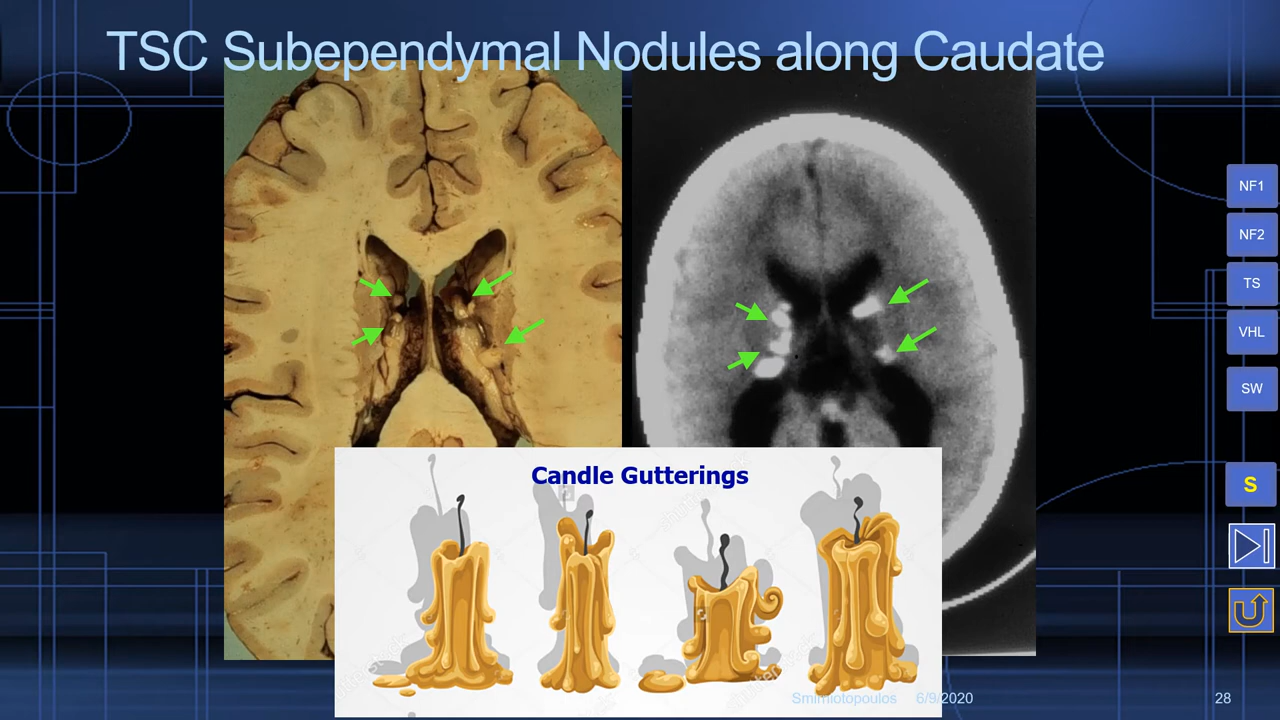 TSC Subependymal Nodules along Caudate
NF1
NF2
TS
VHL
SW
S
Candle Gutterings
Smirniotopoulos 6/9/2020
28